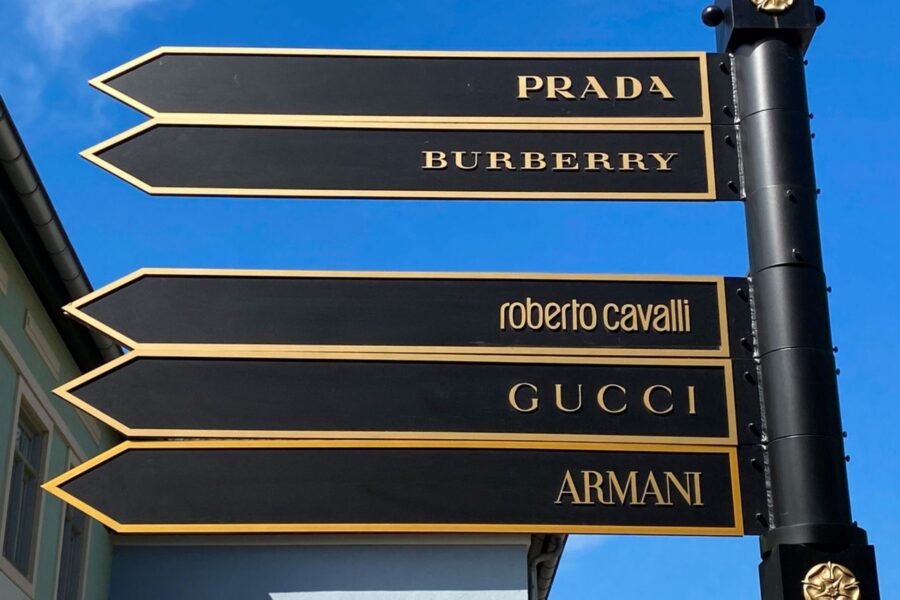 PRADA
BURBERRY
roberto cavalli
GUCCI
ARMANI